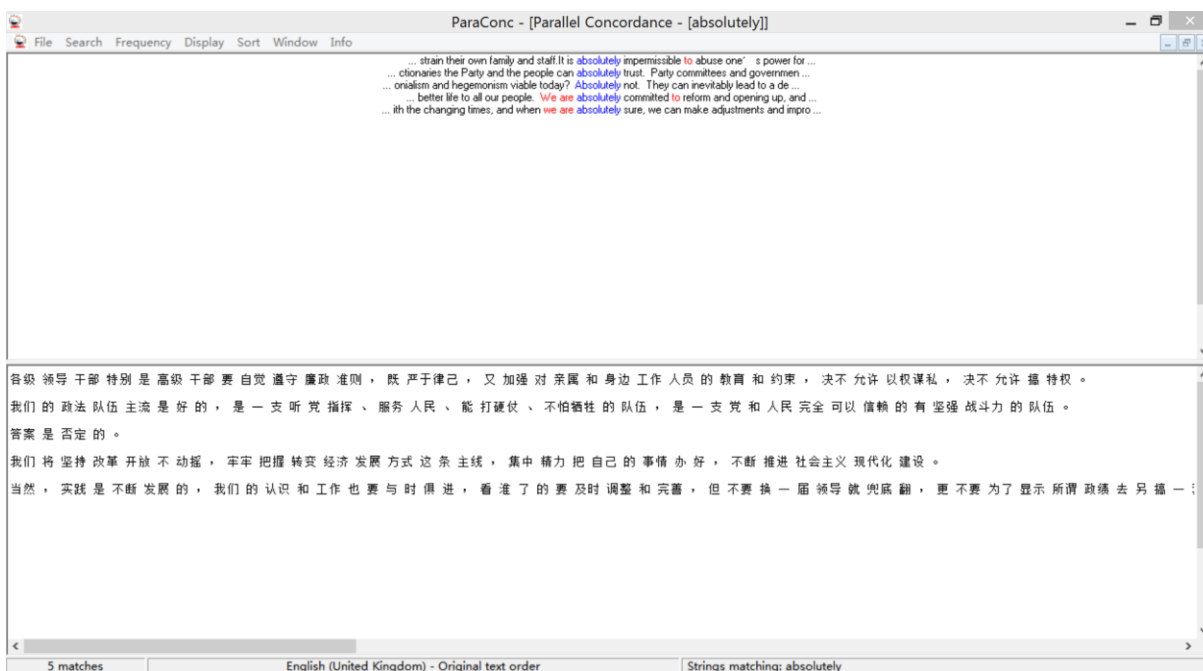 ParaConc - [Parallel Concordance - [absolutely]]
File Search Frequency Display Sort Window Info
... strain their own family and staff.It is absolutely impermissible to abuse one’ s power for ...
... ctionaries the Party and the people can absolutely trust. Party committees and governmen ...
... onialism and hegemonism viable today? Absolutely not. They can inevitably lead to a de ...
... better life to all our people. We are absolutely committed to reform and opening up, and ...
... ith the changing times, and when we are absolutely sure, we can make adjustments and impro ...
各级 领导 干部 特别 是 高级 干部 要 自觉 遵守 廉政 准则 ， 既 严于律己 ， 又 加强 对 亲属 和 身边 工作 人员 的 教育 和 约束 ， 决不 允许 以权谋私 ， 决不 允许 搞 特权 。
我们 的 政法 队伍 主流 是 好 的 ， 是 一 支 听 党 指挥 、 服务 人民 、 能 打硬仗 、 不怕牺牲 的 队伍 ， 是 一 支 党 和 人民 完全 可以 信赖 的 有 坚强 战斗力 的 队伍 。
答案 是 否定 的 。
我们 将 坚持 改革 开放 不 动摇 ， 牢牢 把握 转变 经济 发展 方式 这 条 主线 ， 集中 精力 把 自己 的 事情 办 好 ， 不断 推进 社会主义 现代化 建设 。
当然 ， 实践 是 不断 发展 的 ， 我们 的 认识 和 工作 也 要 与 时 俱 进 ， 看 准 了 的 要 及时 调整 和 完善 ， 但 不要 换 一 届 领导 就 兜底 翻 ， 更 不要 为了 显示 所谓 政绩 去 另 搞 一
5 matches
English (United Kingdom) - Original text order
Strings matching: absolutely